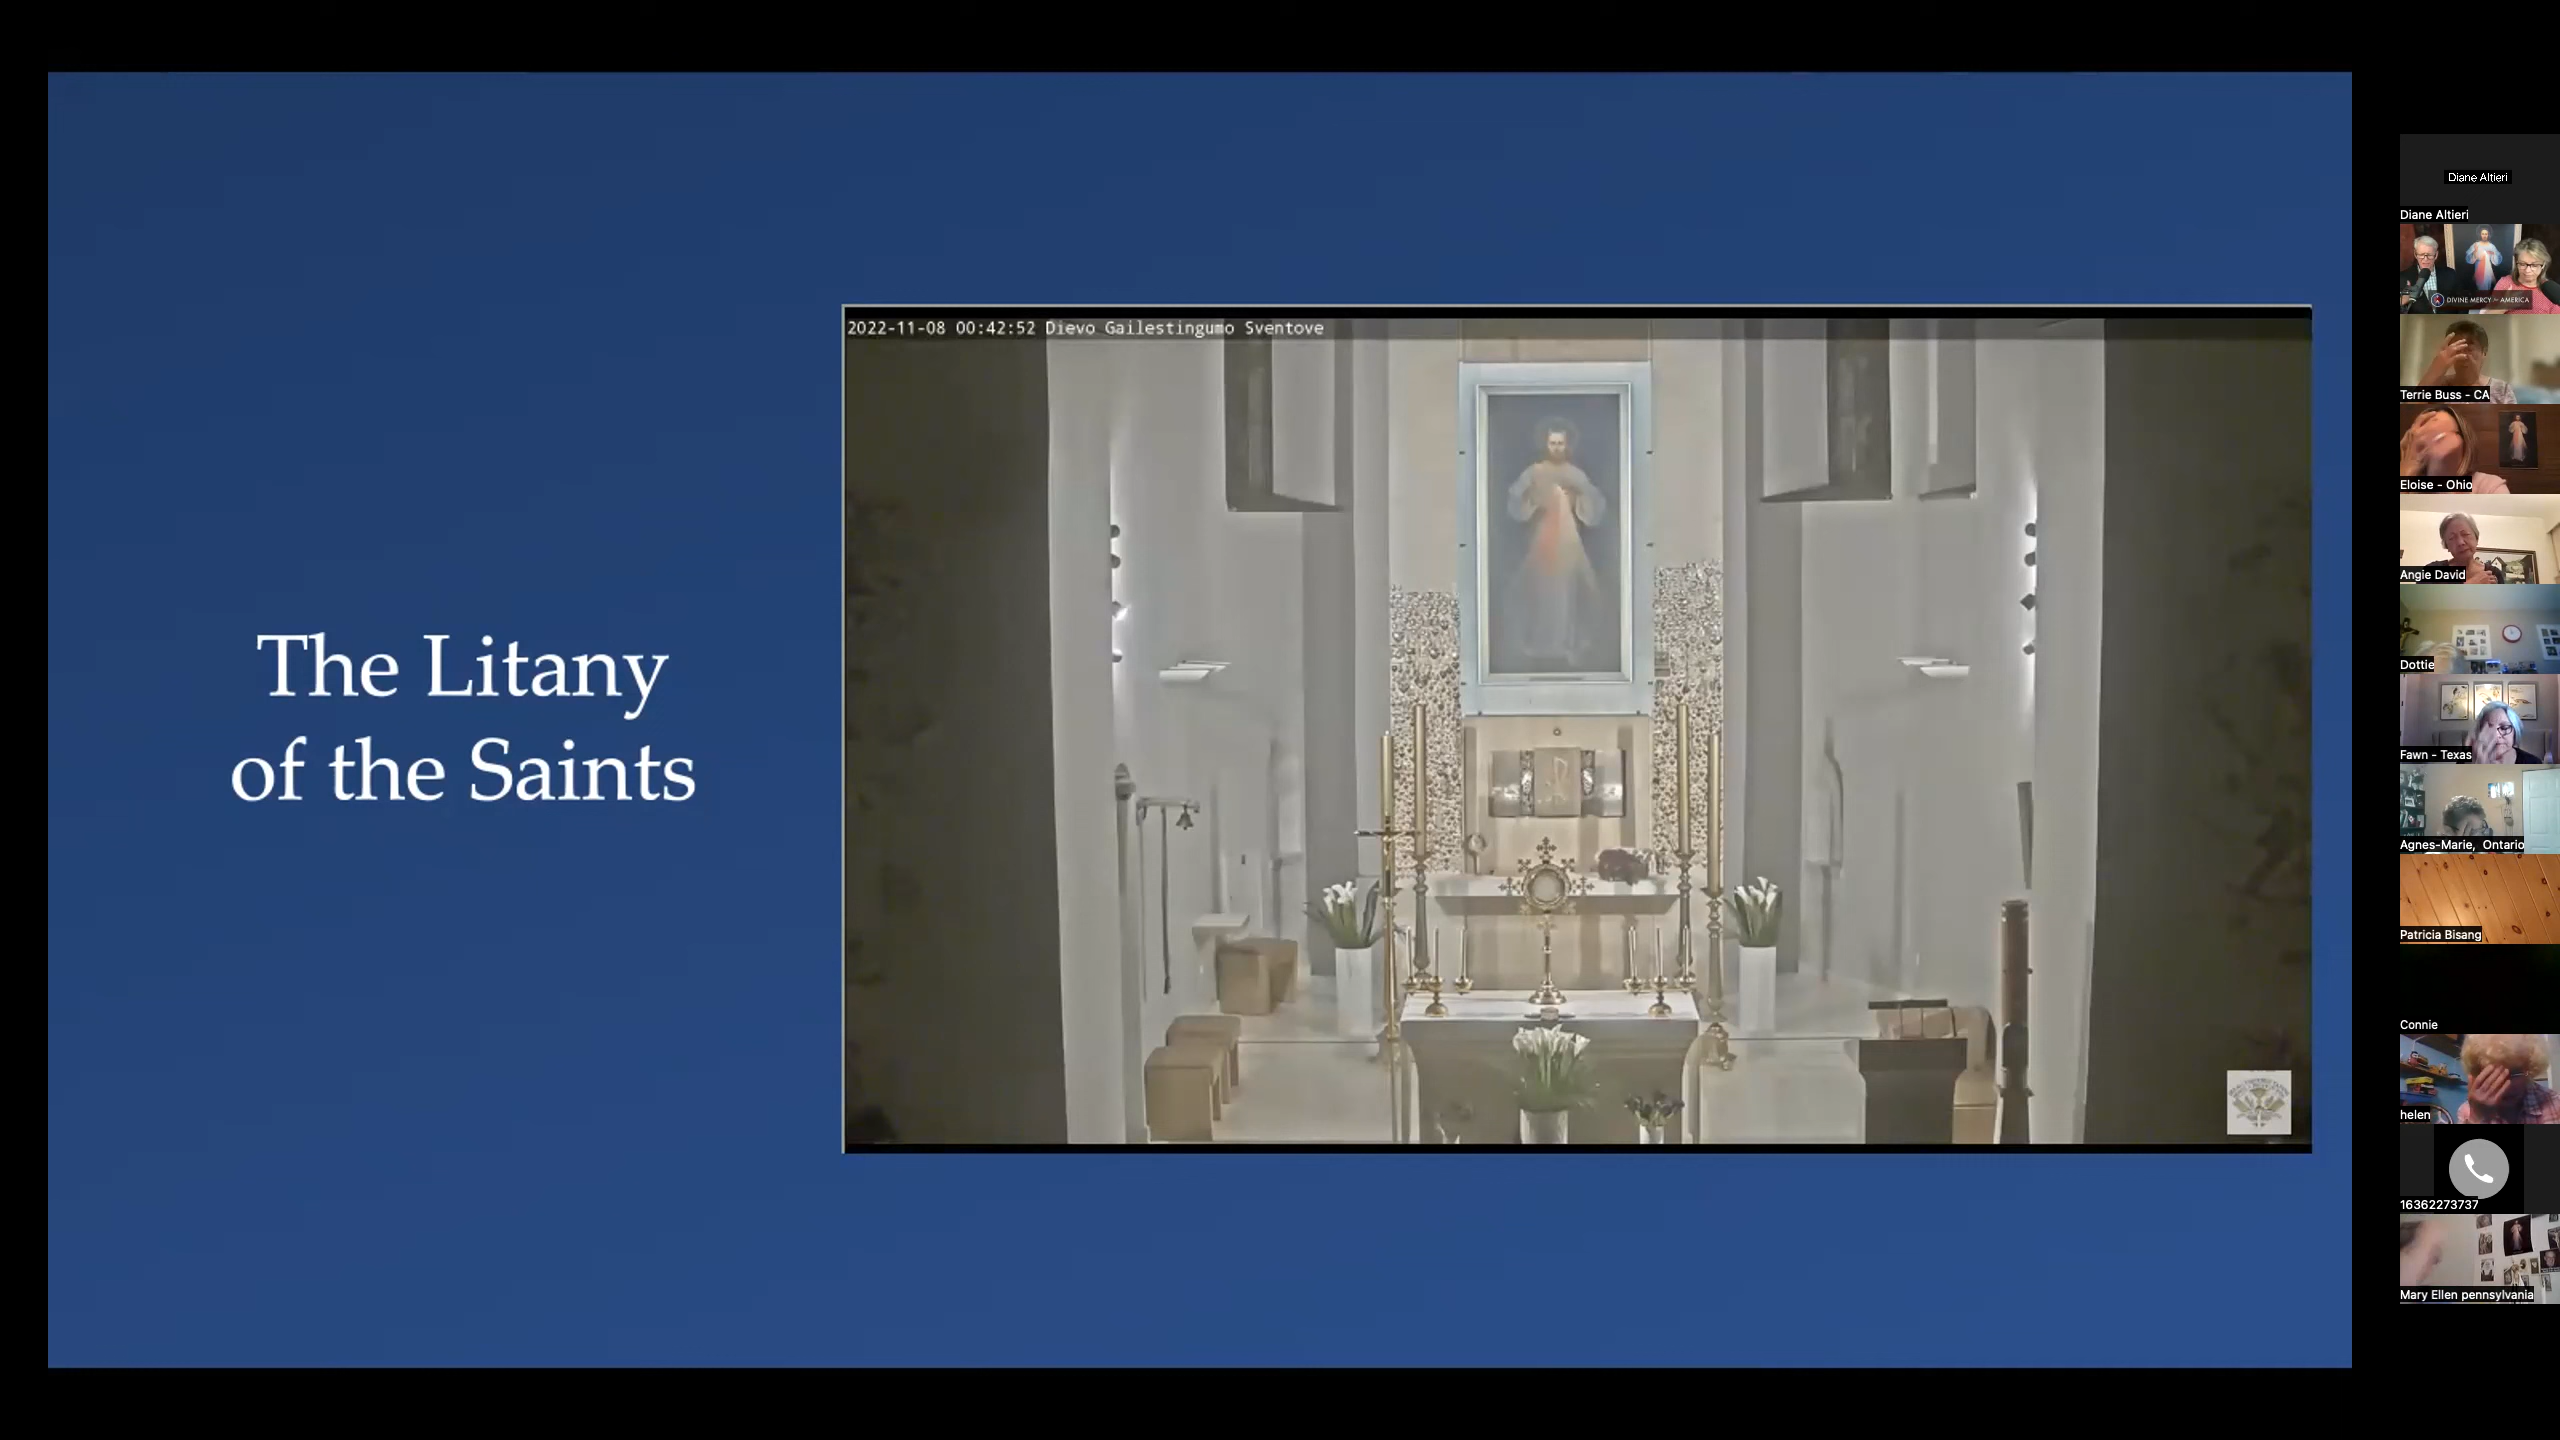 The Litany
of the Saints
2022-11-08 00:42:52 Dievo Gailestingumo Sventove
Diane Altieri
Diane Altieri
DIVINE MERCY for AMERICA
Terrie Buss - CA
Eloise - Ohio
Angie David
Dottie
Fawn - Texas
Agnes-Marie, Ontario
Patricia Bisang
Connie
helen
16362273737
Mary Ellen pennsylvania